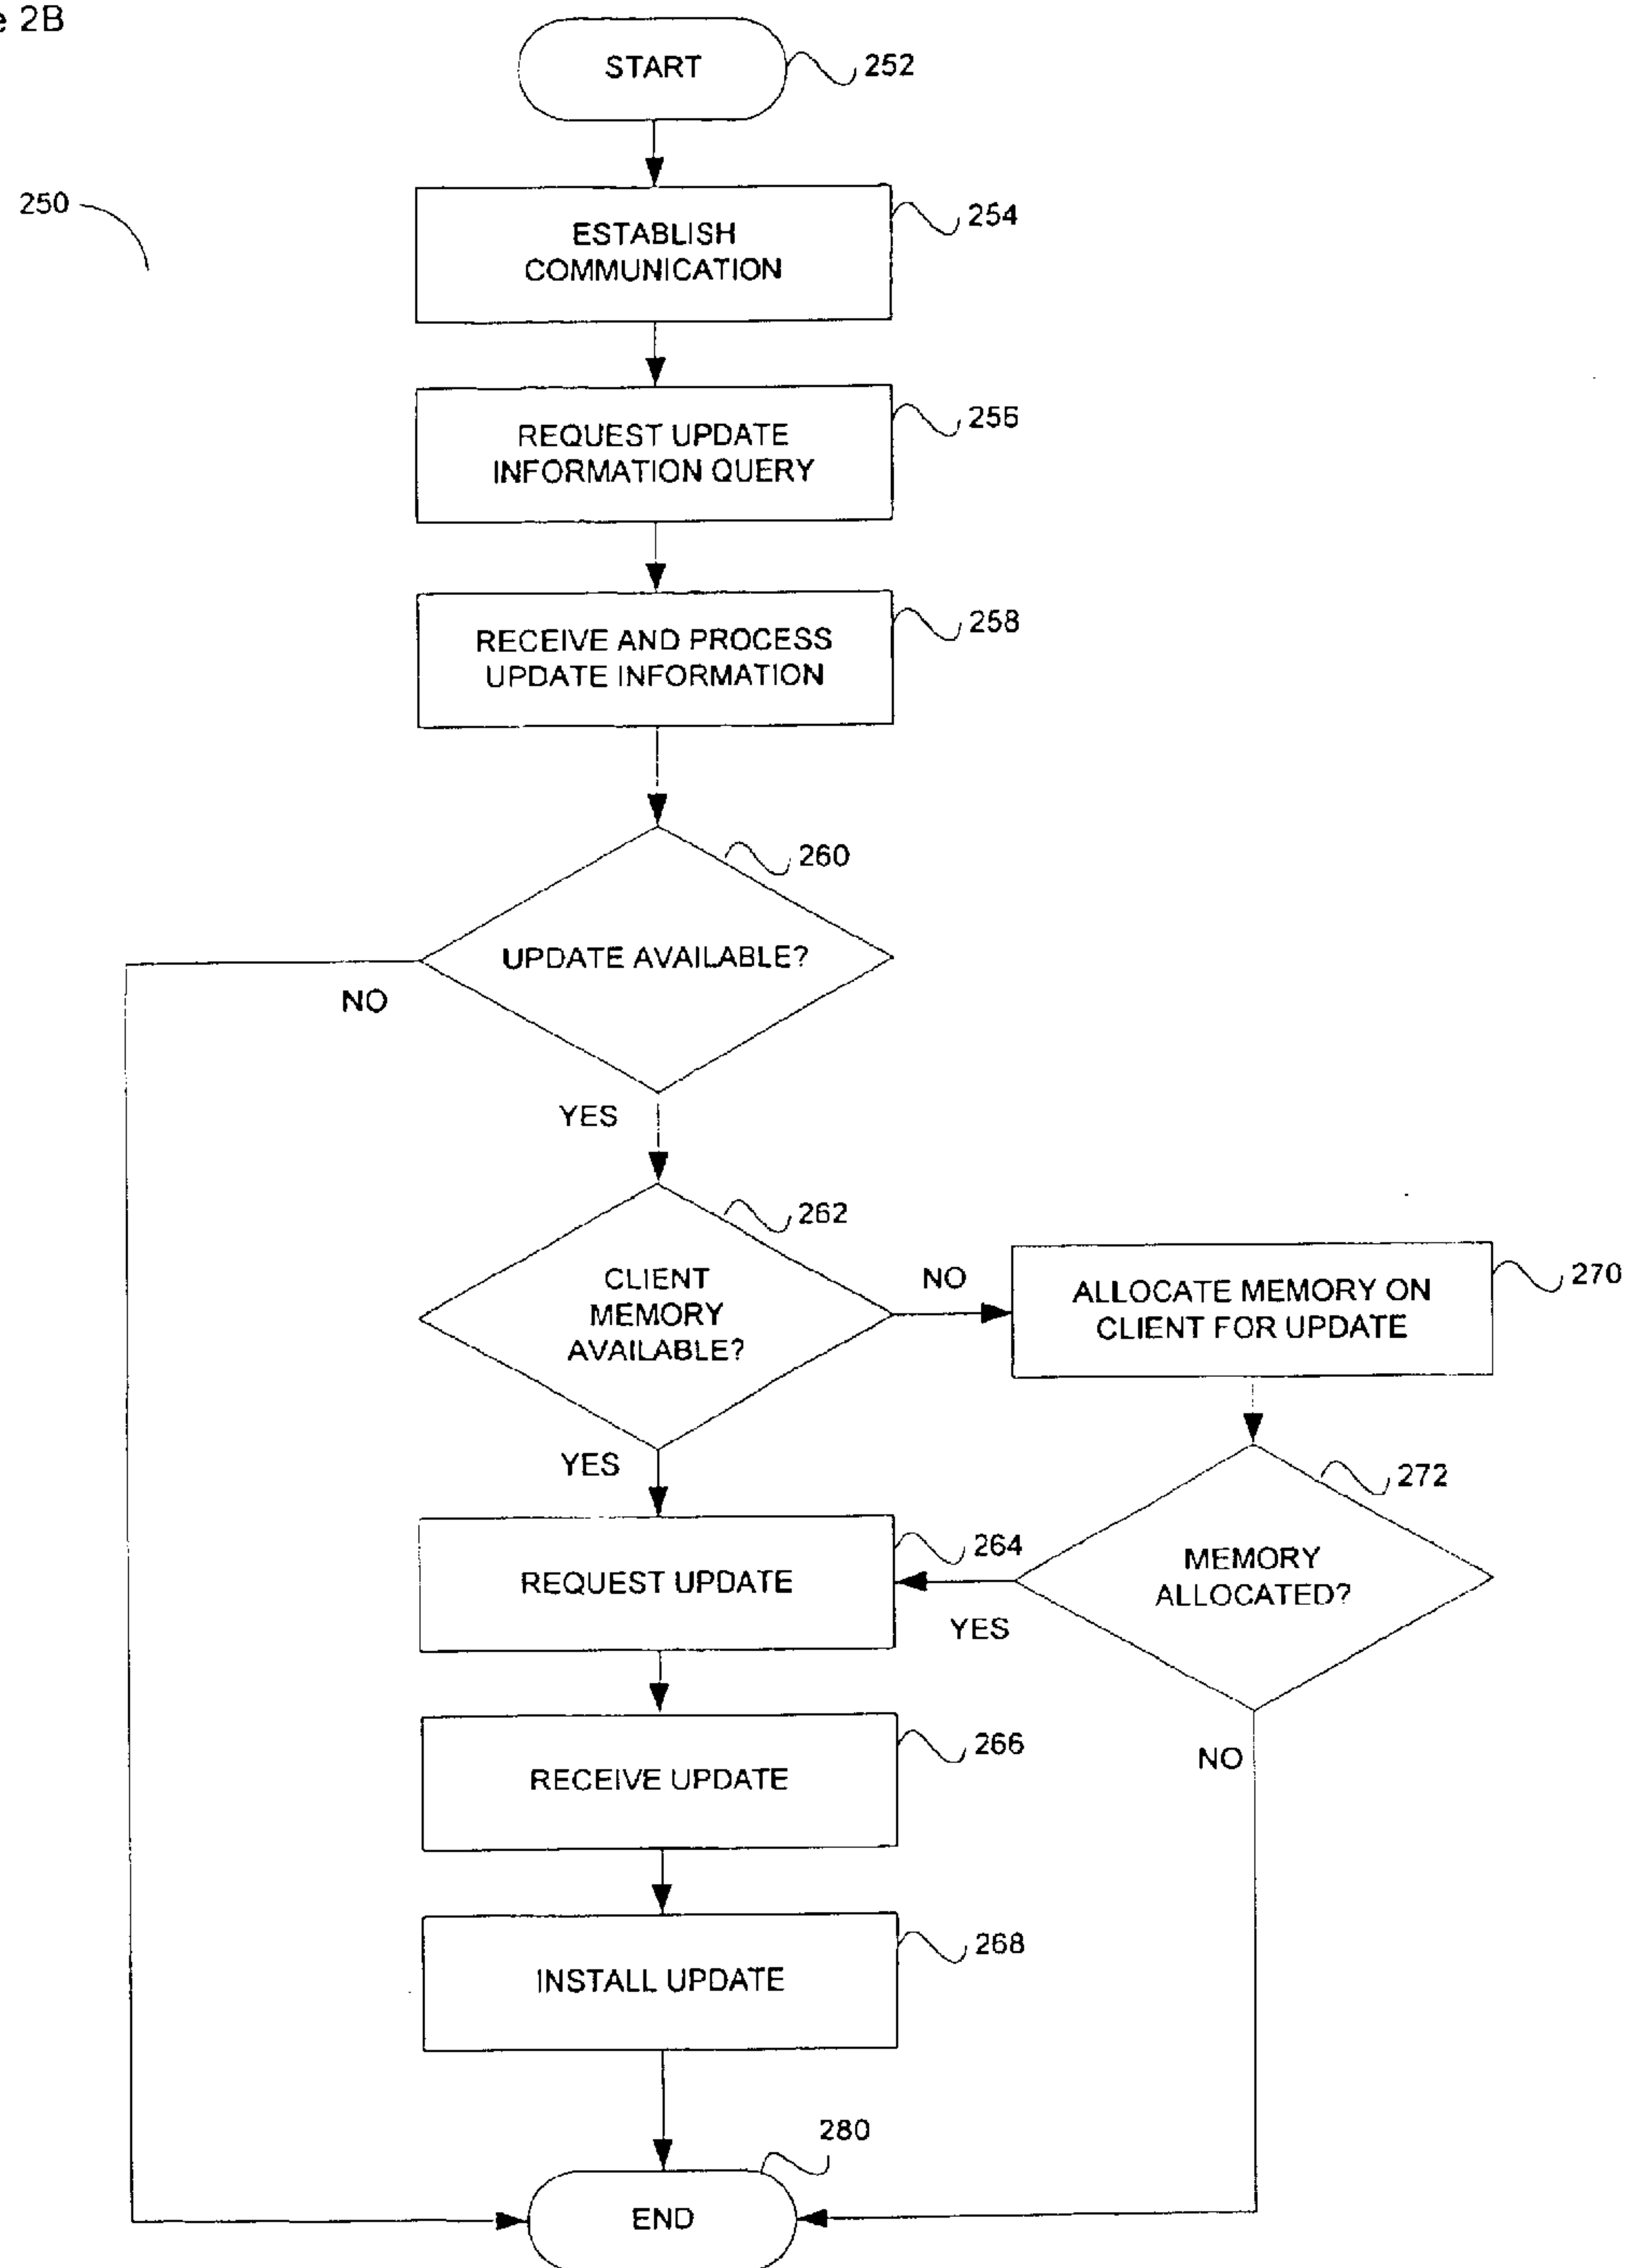 e 2B
START
252
250
254
ESTABLISH
COMMUNICATION
256
REQUEST UPDATE
INFORMATION QUERY
258
RECEIVE AND PROCESS
UPDATE INFORMATION
260
UPDATE AVAILABLE?
NO
YES
262
CLIENT
MEMORY
AVAILABLE?
NO
270
ALLOCATE MEMORY ON
CLIENT FOR UPDATE
YES
272
MEMORY
ALLOCATED?
264
REQUEST UPDATE
YES
266
RECEIVE UPDATE
NO
268
INSTALL UPDATE
280
END